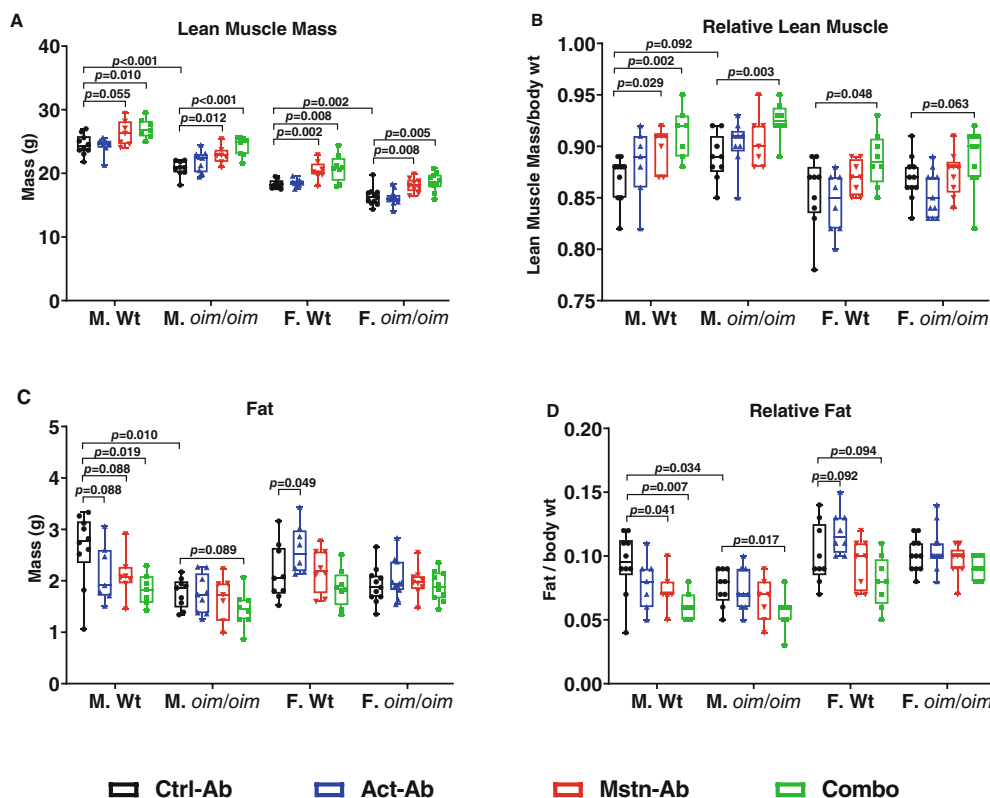 A
Lean Muscle Mass
Mass (g)
40
30
20
10
0
p<0.001
p=0.010
p=0.055
p<0.001
p=0.012
p=0.002
p=0.008
p=0.002
p=0.005
p=0.008
M. Wt
M. oim/oim
F. Wt
F. oim/oim
B
Relative Lean Muscle
Lean Muscle Mass/body wt
1.00
0.95
0.90
0.85
0.80
0.75
p=0.092
p=0.002
p=0.029
p=0.003
p=0.048
p=0.063
M. Wt
M. oim/oim
F. Wt
F. oim/oim
C
Fat
Mass (g)
5
4
3
2
1
0
p=0.010
p=0.019
p=0.088
p=0.088
p=0.089
p=0.049
M. Wt
M. oim/oim
F. Wt
F. oim/oim
D
Relative Fat
Fat / body wt
0.20
0.15
0.10
0.05
0.00
p=0.034
p=0.007
p=0.041
p=0.017
p=0.094
p=0.092
M. Wt
M. oim/oim
F. Wt
F. oim/oim
Ctrl-Ab
Act-Ab
Mstn-Ab
Combo